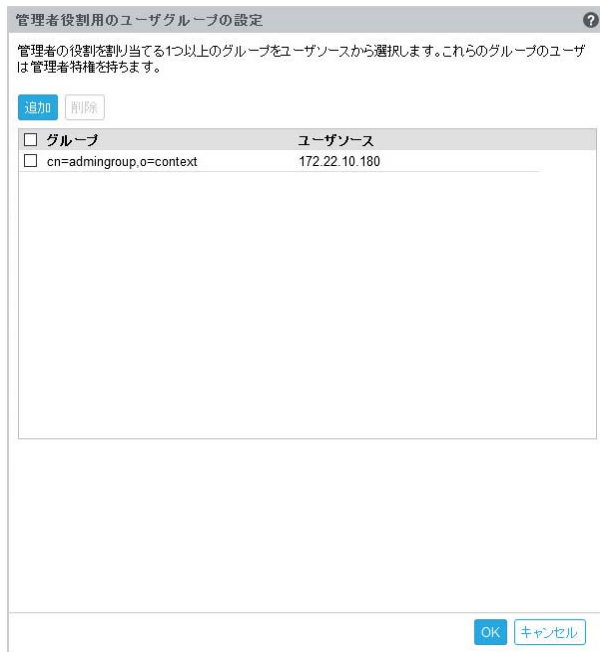 管理者役割用のユーザグループの設定
管理者の役割を割り当てる1つ以上のグループをユーザソースから選択します。これらのグループのユーザ
は管理者特権を持ちます。
追加 削除
グループ ユーザソース
cn=admingroup,o=context 172.22.10.180
OK キャンセル